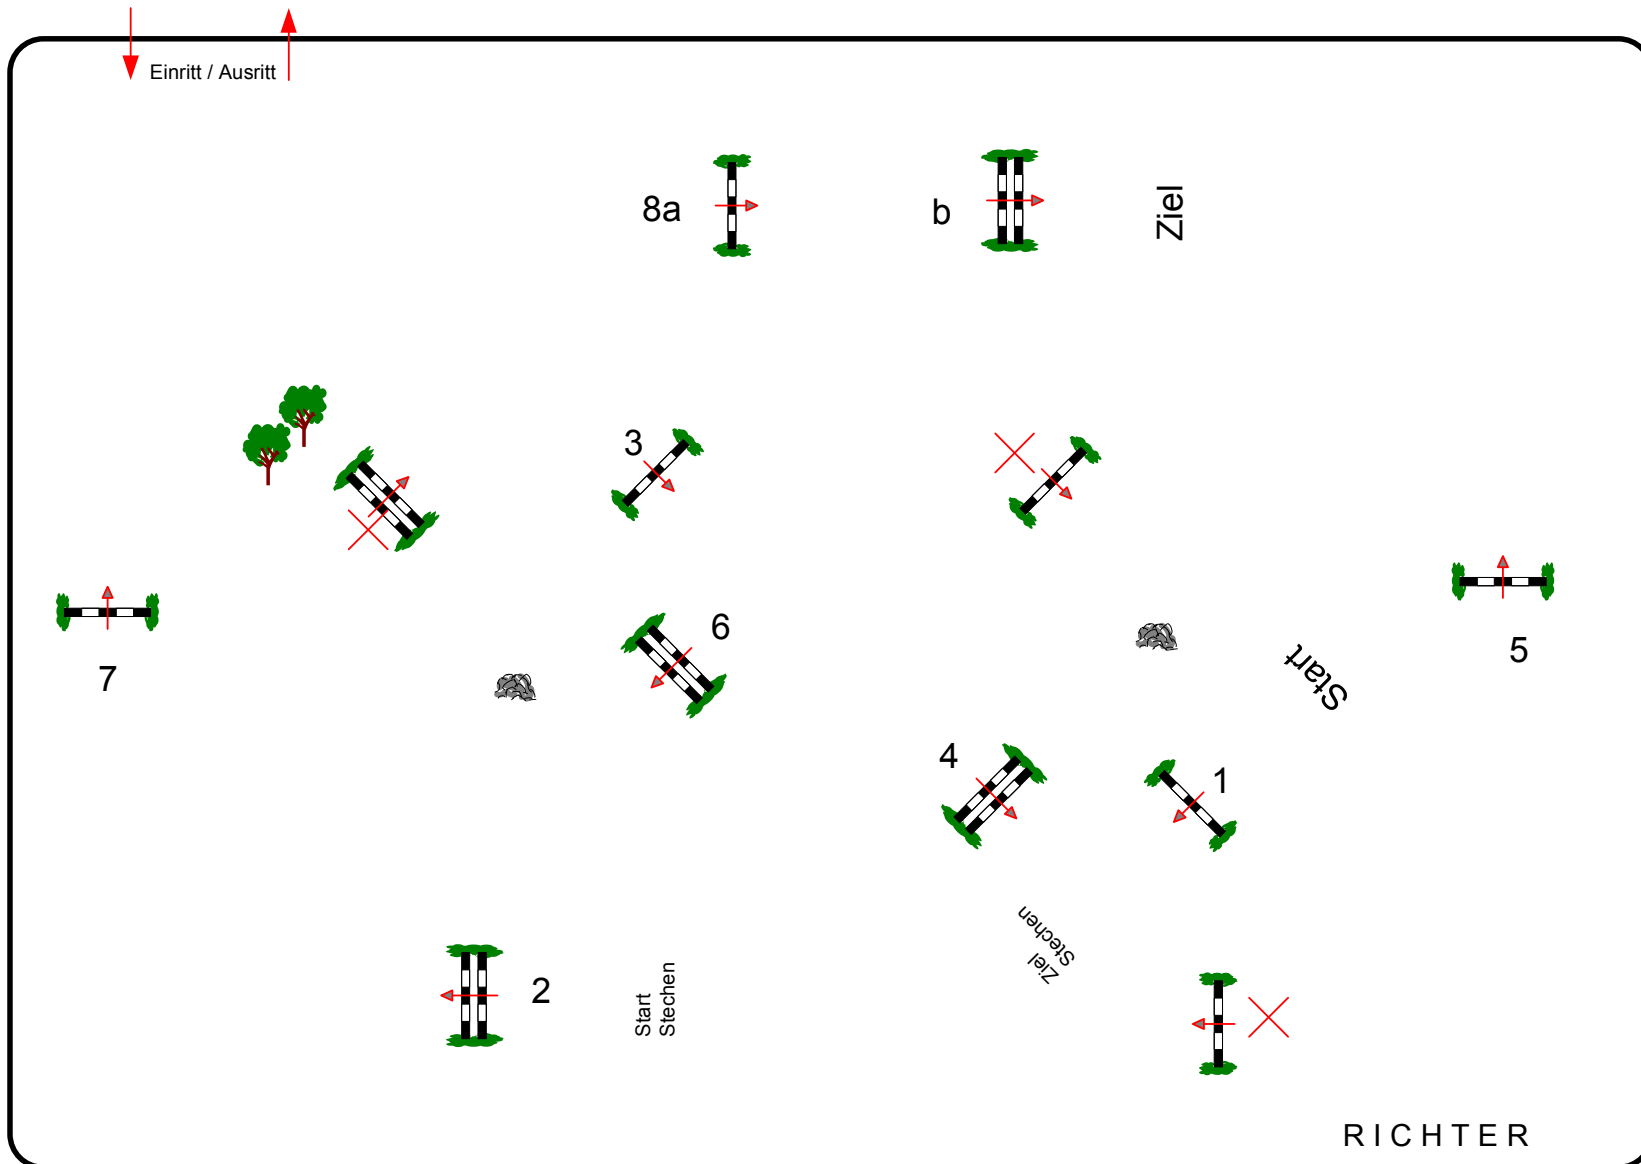 Einritt / Ausritt
8a
b
Ziel
3
6
7
5
Start
4
1
2
Start
Stechen
Ziel
Stechen
RICHTER